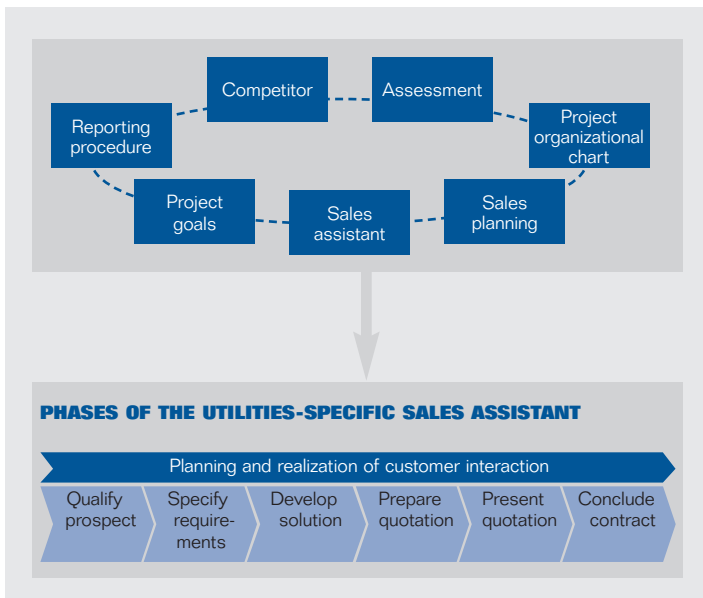 Competitor
Assessment
Reporting
procedure
Project
organizational
chart
Project
goals
Sales
assistant
Sales
planning
PHASES OF THE UTILITIES-SPECIFIC SALES ASSISTANT
Planning and realization of customer interaction
Qualify
prospect
Specify
require-
ments
Develop
solution
Prepare
quotation
Present
quotation
Conclude
contract